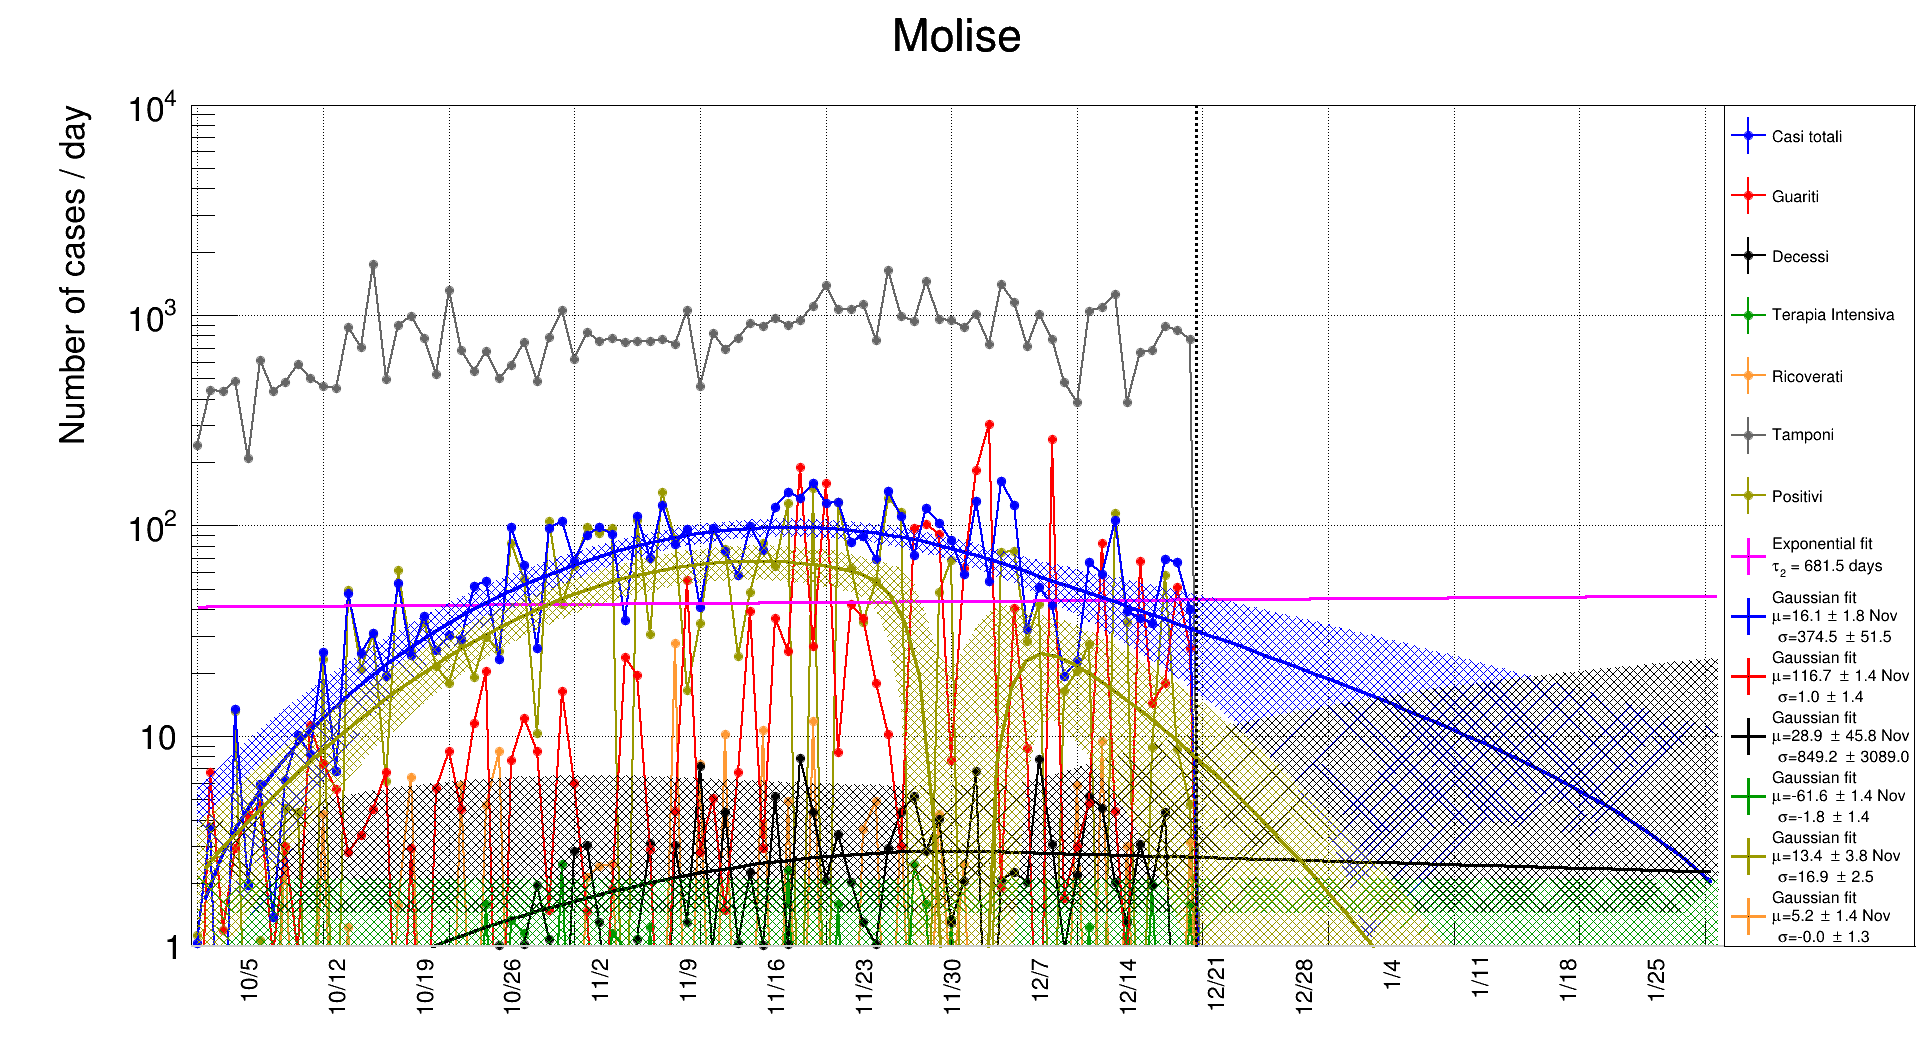 Molise
Number of cases / day
10^4
10^3
10^2
10
1
10/5
10/12
10/19
10/26
11/2
11/9
11/16
11/23
11/30
12/7
12/14
12/21
12/28
1/4
1/11
1/18
1/25
Casi totali
Guariti
Decessi
Terapia Intensiva
Ricoverati
Tamponi
Positivi
Exponential fit
τ2 = 681.5 days
Gaussian fit
μ=16.1 ± 1.8 Nov
σ=374.5 ± 51.5
Gaussian fit
μ=116.7 ± 1.4 Nov
σ=1.0 ± 1.4
Gaussian fit
μ=28.9 ± 45.8 Nov
σ=849.2 ± 3089.0
Gaussian fit
μ=-61.6 ± 1.4 Nov
σ=-1.8 ± 1.4
Gaussian fit
μ=13.4 ± 3.8 Nov
σ=16.9 ± 2.5
Gaussian fit
μ=5.2 ± 1.4 Nov
σ=-0.0 ± 1.3